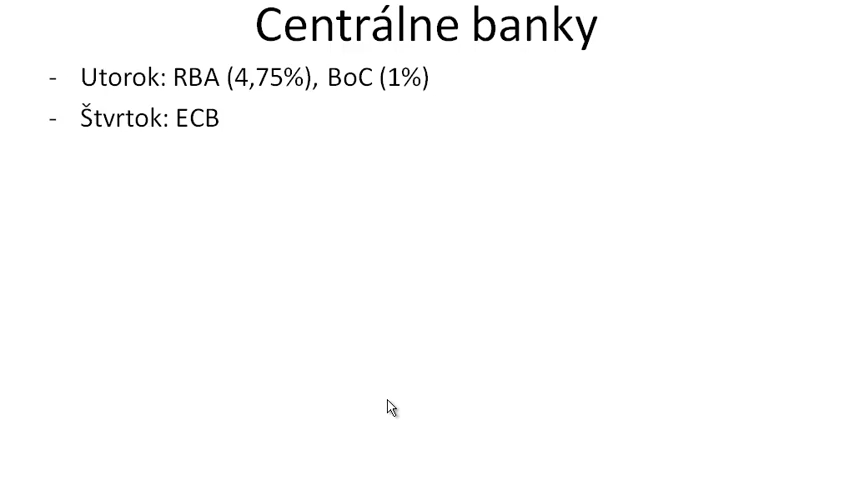 Centrálne banky
- Utorok: RBA (4,75%), BoC (1%)
- Štvrtok: ECB